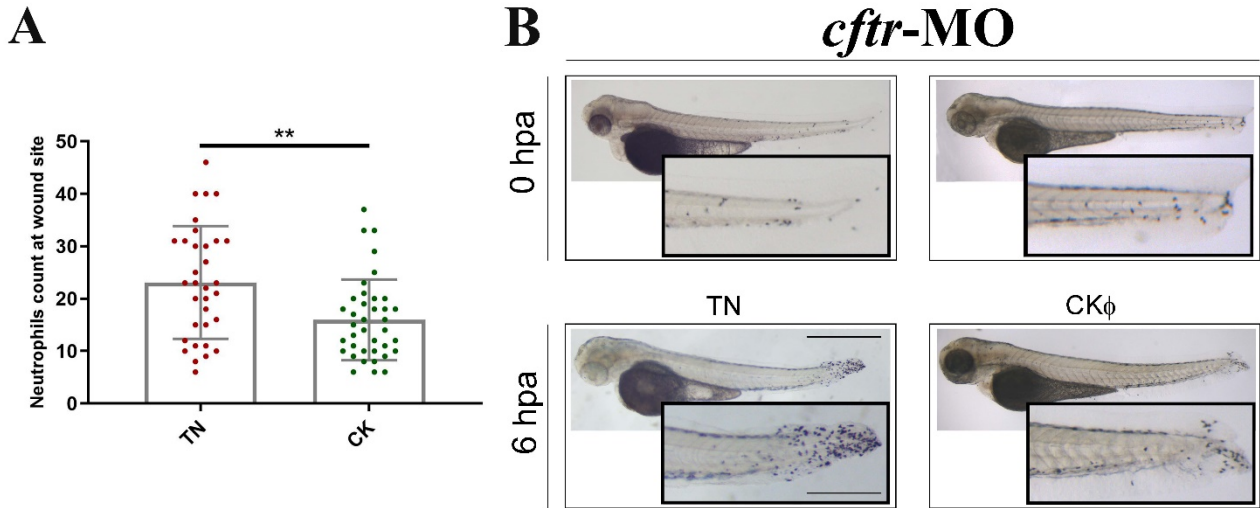 A
Neutrophils count at wound site
50
40
30
20
10
0
**
TN
CK
B
cftr-MO
0 hpa
TN
CKϕ
6 hpa